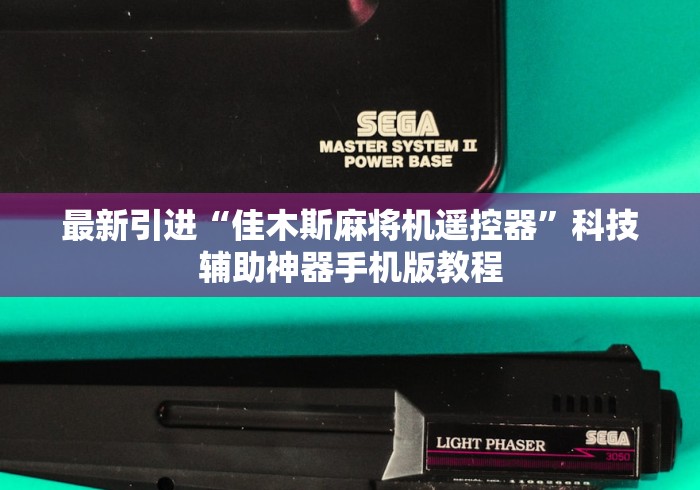 SEGA
MASTER SYSTEM II
POWER BASE
最新引进“佳木斯麻将机遥控器”科技
辅助神器手机版教程
LIGHT PHASER
SEGA
3050